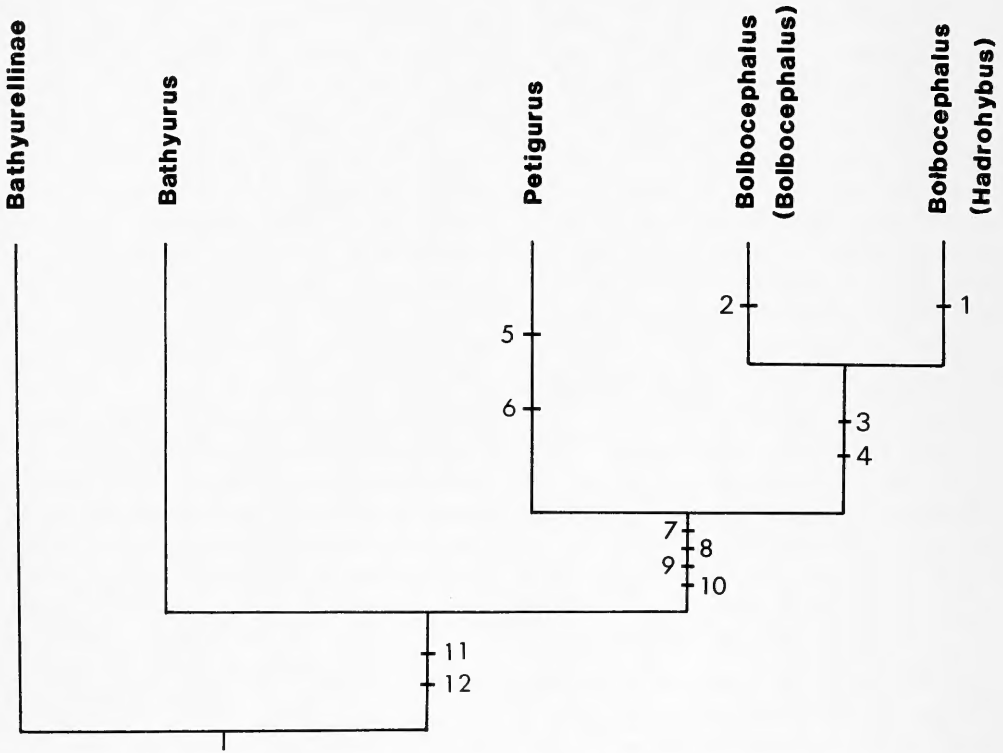 Bathyurellinae
Bathyurus
Petigurus
Bolbocephalus
(Bolbocephalus)
Bolbocephalus
(Hadrohybus)
2
1
5
6
3
4
7
8
9
10
11
12